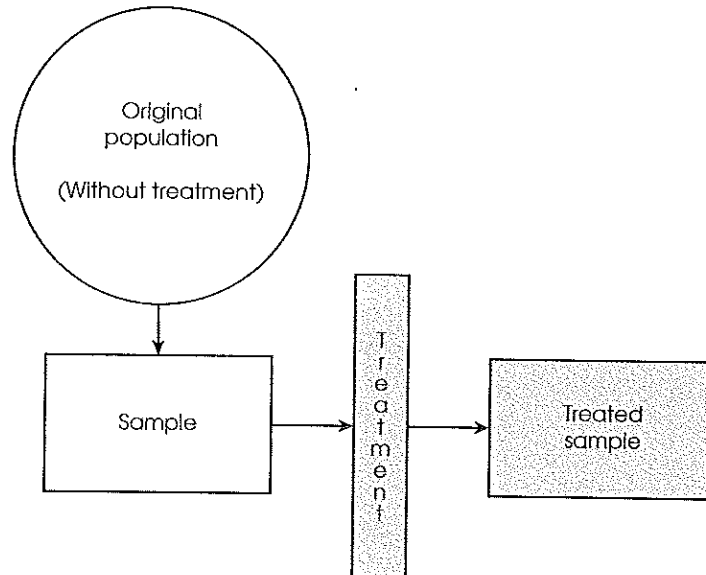 Original
population
(Without treatment)
Sample
Treatment
Treated
sample